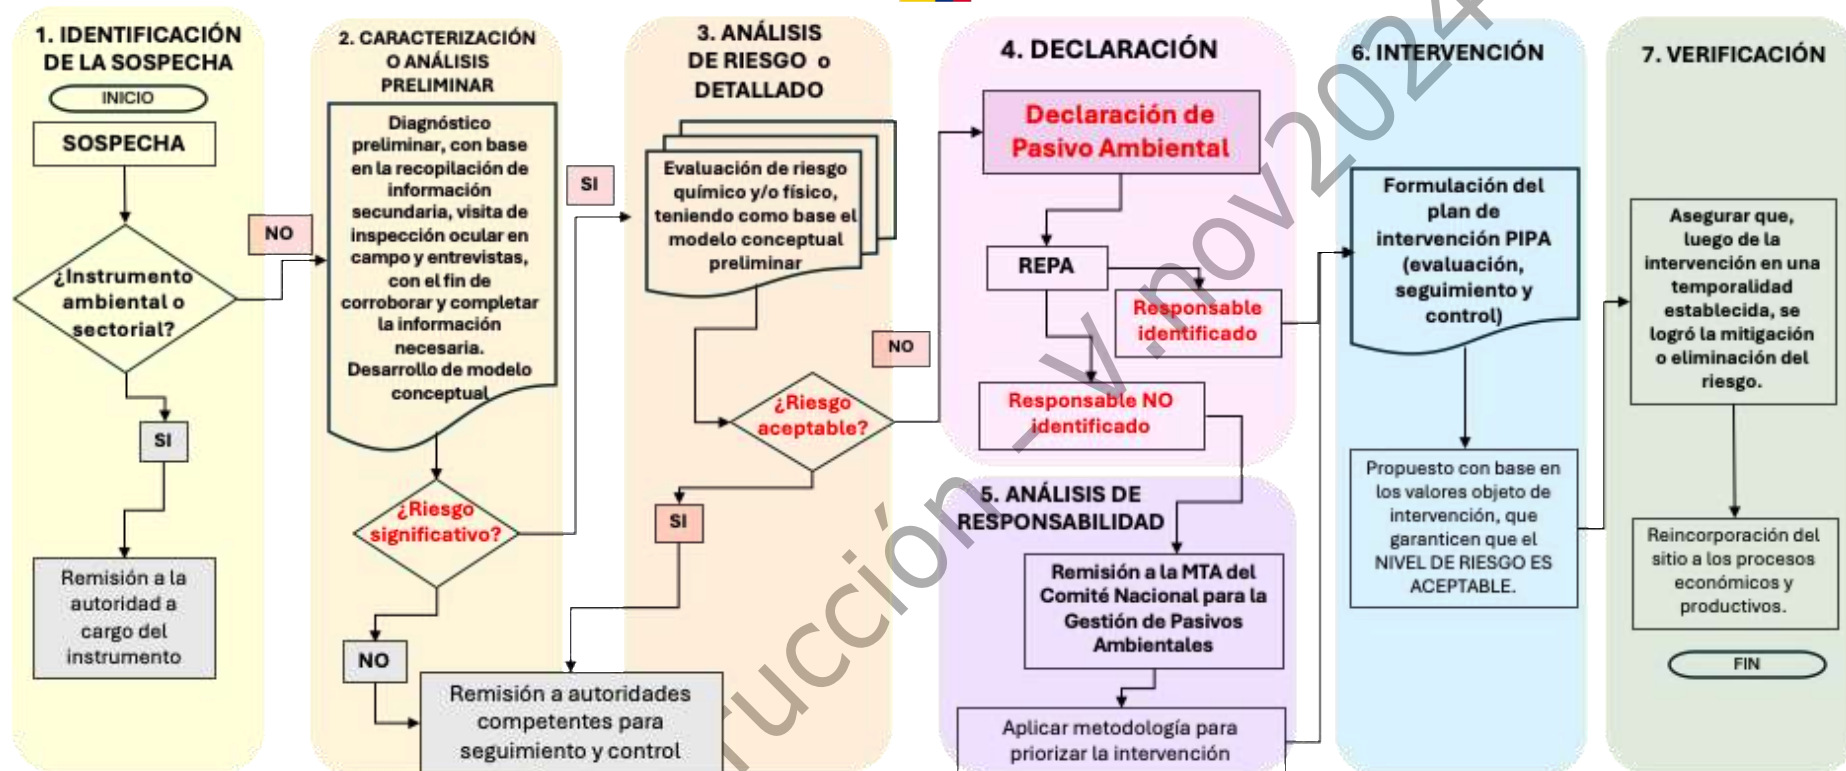 1. IDENTIFICACIÓN
DE LA SOSPECHA
INICIO
SOSPECHA
¿Instrumento
ambiental o
sectorial?
NO
SI
Remisión a la
autoridad a
cargo del
instrumento
2. CARACTERIZACIÓN
O ANÁLISIS
PRELIMINAR
Diagnóstico
preliminar, con base
en la recopilación de
información
secundaria, visita de
inspección ocular en
campo y entrevistas,
con el fin de
corroborar y completar
la información
necesaria.
Desarrollo de modelo
conceptual
¿Riesgo
significativo?
SI
NO
Remisión a autoridades
competentes para
seguimiento y control
3. ANÁLISIS
DE RIESGO o
DETALLADO
Evaluación de riesgo
químico y/o físico,
teniendo como base el
modelo conceptual
preliminar
¿Riesgo
aceptable?
NO
SI
4. DECLARACIÓN
Declaración de
Pasivo Ambiental
REPA
Responsable
identificado
Responsable NO
identificado
5. ANÁLISIS DE
RESPONSABILIDAD
Remisión a la MTA del
Comité Nacional para la
Gestión de Pasivos
Ambientales
Aplicar metodología para
priorizar la intervención
6. INTERVENCIÓN
Formulación del
plan de
intervención PIPA
(evaluación,
seguimiento y
control)
Propuesto con base en
los valores objeto de
intervención, que
garanticen que el
NIVEL DE RIESGO ES
ACEPTABLE.
7. VERIFICACIÓN
Asegurar que,
luego de la
intervención en una
temporalidad
establecida, se
logró la mitigación
o eliminación del
riesgo.
Reincorporación del
sitio a los procesos
económicos y
productivos.
FIN
rucción - v.nov2024